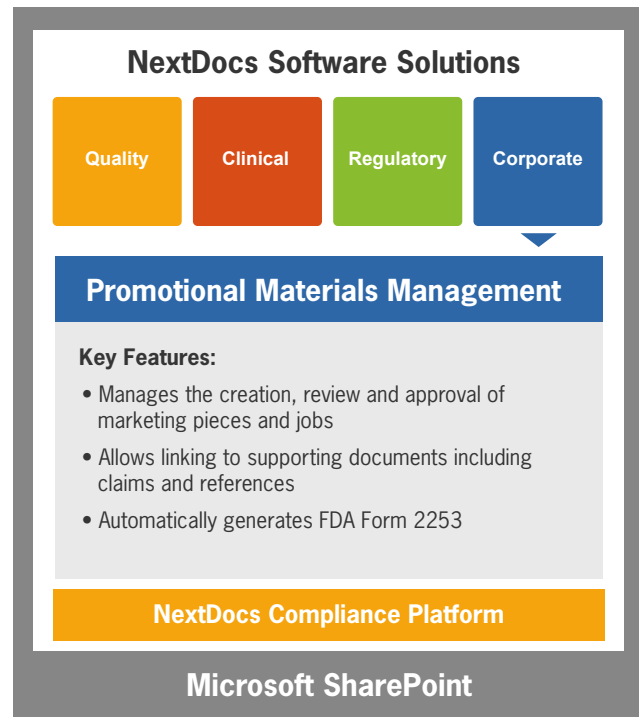 NextDocs Software Solutions
Quality
Clinical
Regulatory
Corporate
Promotional Materials Management
Key Features:
• Manages the creation, review and approval of
marketing pieces and jobs
• Allows linking to supporting documents including
claims and references
• Automatically generates FDA Form 2253
NextDocs Compliance Platform
Microsoft SharePoint